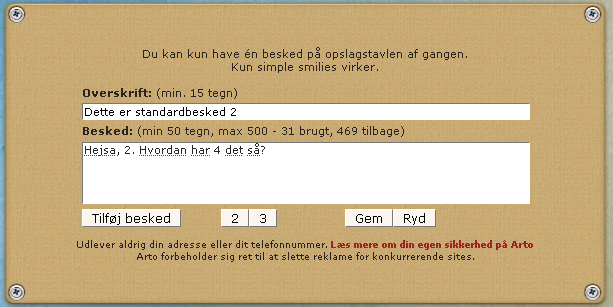 Du kan kun have én besked på opslagstavlen af gangen.
Kun simple smilies virker.
Overskrift: (min. 15 tegn)
Dette er standardbesked 2
Besked: (min 50 tegn, max 500 - 31 brugt, 469 tilbage)
Hejsa, 2. Hvordan har 4 det så?
Tilføj besked 2 3 Gem Ryd
Udlever aldrig din adresse eller dit telefonnummer. Læs mere om din egen sikkerhed på Arto
Arto forbeholder sig ret til at slette reklame for konkurrerende sites.